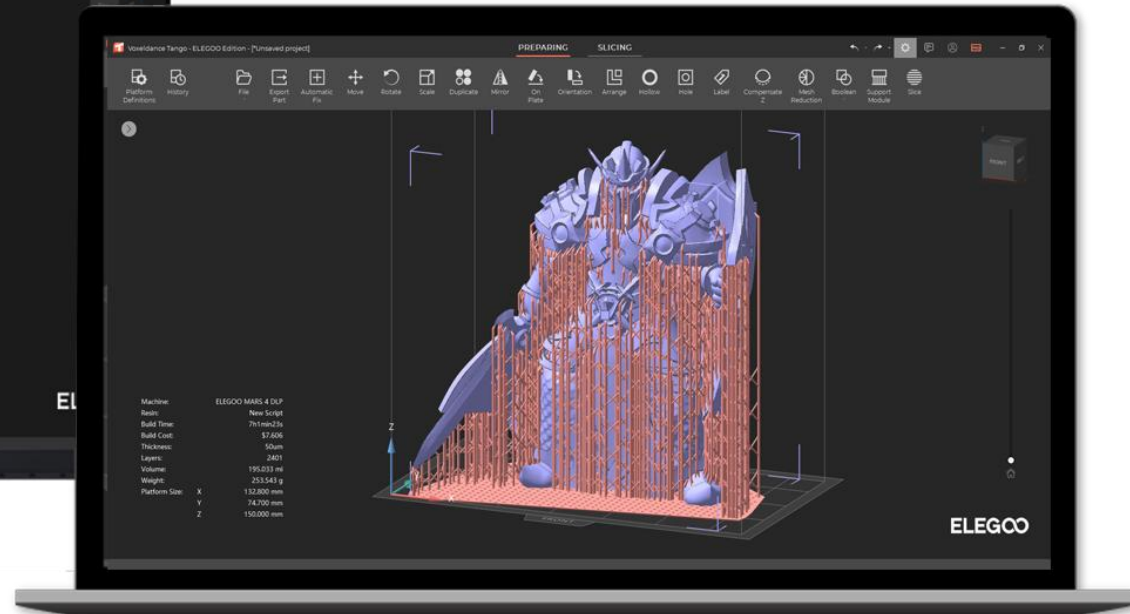 Voxeldance Tango - ELEGOO Edition - [*Unsaved project]
PREPARING SLICING
Platform Definitions History File Export Part Automatic Fix Move Rotate Scale Duplicate Mirror On Plate Orientation Arrange Hollow Hole Label Compensate Z Mesh Reduction Boolean Support Module Slice
FRONT
EL
Machine: ELEGOO MARS 4 DLP
Resin: New Script
Build Time: 7h1min23s
Build Cost: $7.606
Thickness: 50um
Layers: 2401
Volume: 195.033 ml
Weight: 253.543 g
Platform Size: X 132.800 mm
Y 74.700 mm
Z 150.000 mm
Z
X
FRONT
ELEGOO